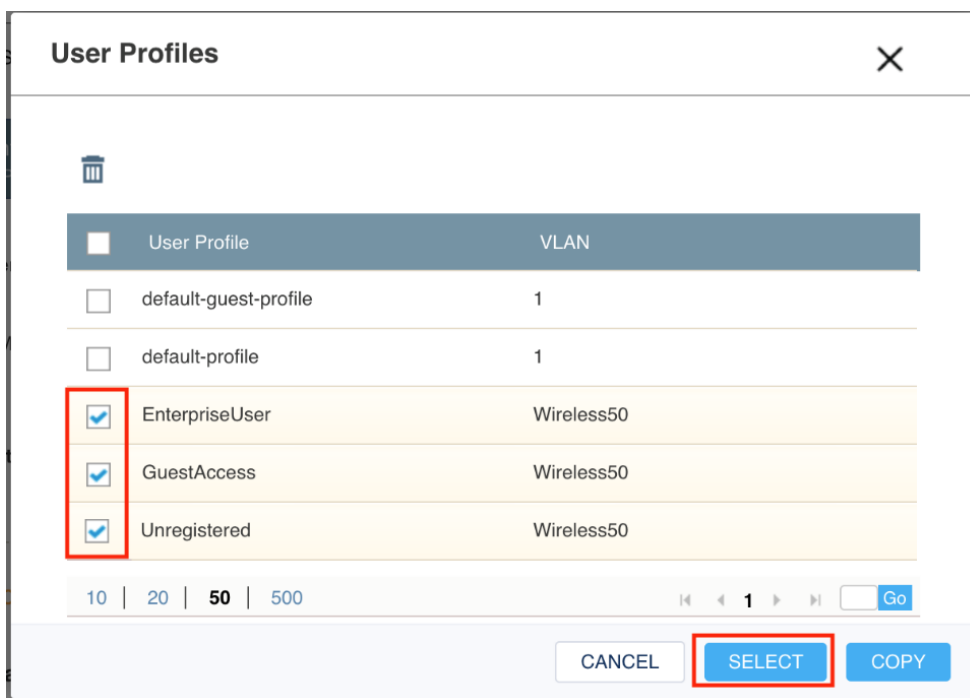 User Profiles
User Profile VLAN
default-guest-profile 1
default-profile 1
EnterpriseUser Wireless50
GuestAccess Wireless50
Unregistered Wireless50
10 | 20 | 50 | 500 1 Go
CANCEL SELECT COPY